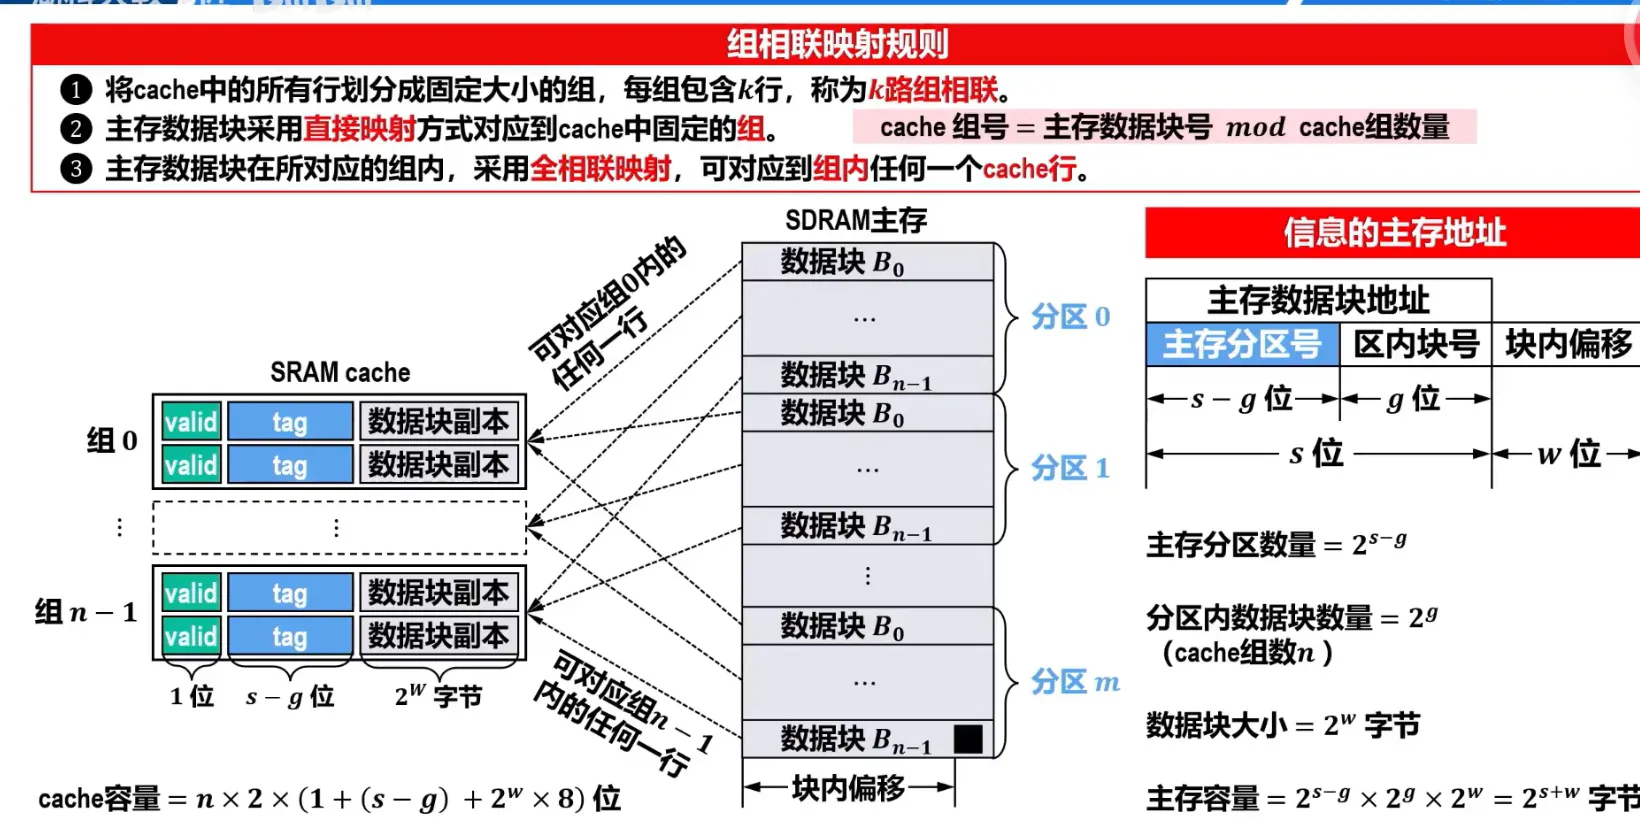 组相联映射规则
❶ 将cache中的所有行划分成固定大小的组，每组包含k行，称为k路组相联。
❷ 主存数据块采用直接映射方式对应到cache中固定的组。 cache 组号 = 主存数据块号 mod cache组数量
❸ 主存数据块在所对应的组内，采用全相联映射，可对应到组内任何一个cache行。
SRAM cache
组 0
valid tag 数据块副本
valid tag 数据块副本
⋮ ⋮
组 n − 1
valid tag 数据块副本
valid tag 数据块副本
1 位 s − g 位 2^W 字节
cache容量 = n × 2 × (1 + (s − g) + 2^w × 8) 位
可对应组0内的
任何一行
可对应组n − 1
内的任何一行
SDRAM主存
数据块 B₀
…
数据块 Bₙ₋₁
分区 0
数据块 B₀
…
数据块 Bₙ₋₁
分区 1
⋮
数据块 B₀
…
数据块 Bₙ₋₁
分区 m
块内偏移
信息的主存地址
主存数据块地址
主存分区号 区内块号 块内偏移
s − g 位 g 位
s 位 w 位
主存分区数量 = 2^(s−g)
分区内数据块数量 = 2^g
（cache组数n ）
数据块大小 = 2^w 字节
主存容量 = 2^(s−g) × 2^g × 2^w = 2^(s+w) 字节